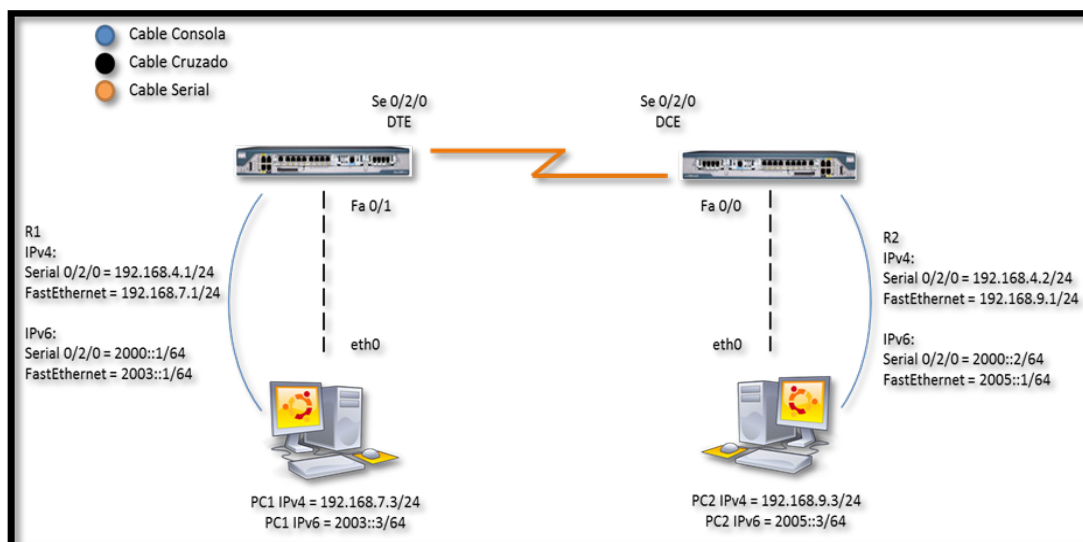 Cable Consola
Cable Cruzado
Cable Serial
Se 0/2/0
DTE
Se 0/2/0
DCE
Fa 0/1
Fa 0/0
R1
IPv4:
Serial 0/2/0 = 192.168.4.1/24
FastEthernet = 192.168.7.1/24
IPv6:
Serial 0/2/0 = 2000::1/64
FastEthernet = 2003::1/64
R2
IPv4:
Serial 0/2/0 = 192.168.4.2/24
FastEthernet = 192.168.9.1/24
IPv6:
Serial 0/2/0 = 2000::2/64
FastEthernet = 2005::1/64
eth0
eth0
PC1 IPv4 = 192.168.7.3/24
PC1 IPv6 = 2003::3/64
PC2 IPv4 = 192.168.9.3/24
PC2 IPv6 = 2005::3/64